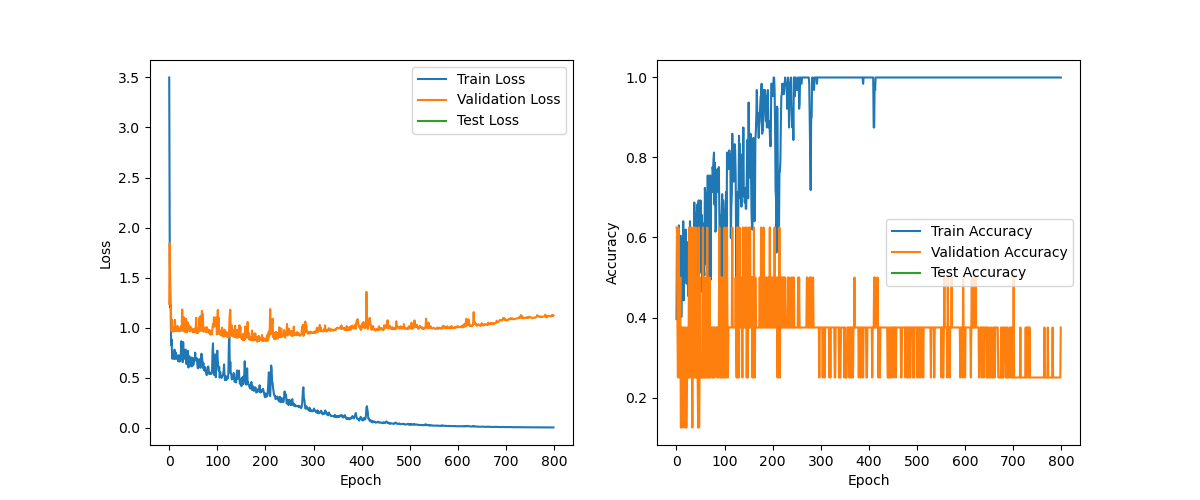 3.5
3.0
2.5
2.0
1.5
1.0
0.5
0.0
Loss
0 100 200 300 400 500 600 700 800
Epoch
Train Loss
Validation Loss
Test Loss
1.0
0.8
0.6
0.4
0.2
Accuracy
0 100 200 300 400 500 600 700 800
Epoch
Train Accuracy
Validation Accuracy
Test Accuracy